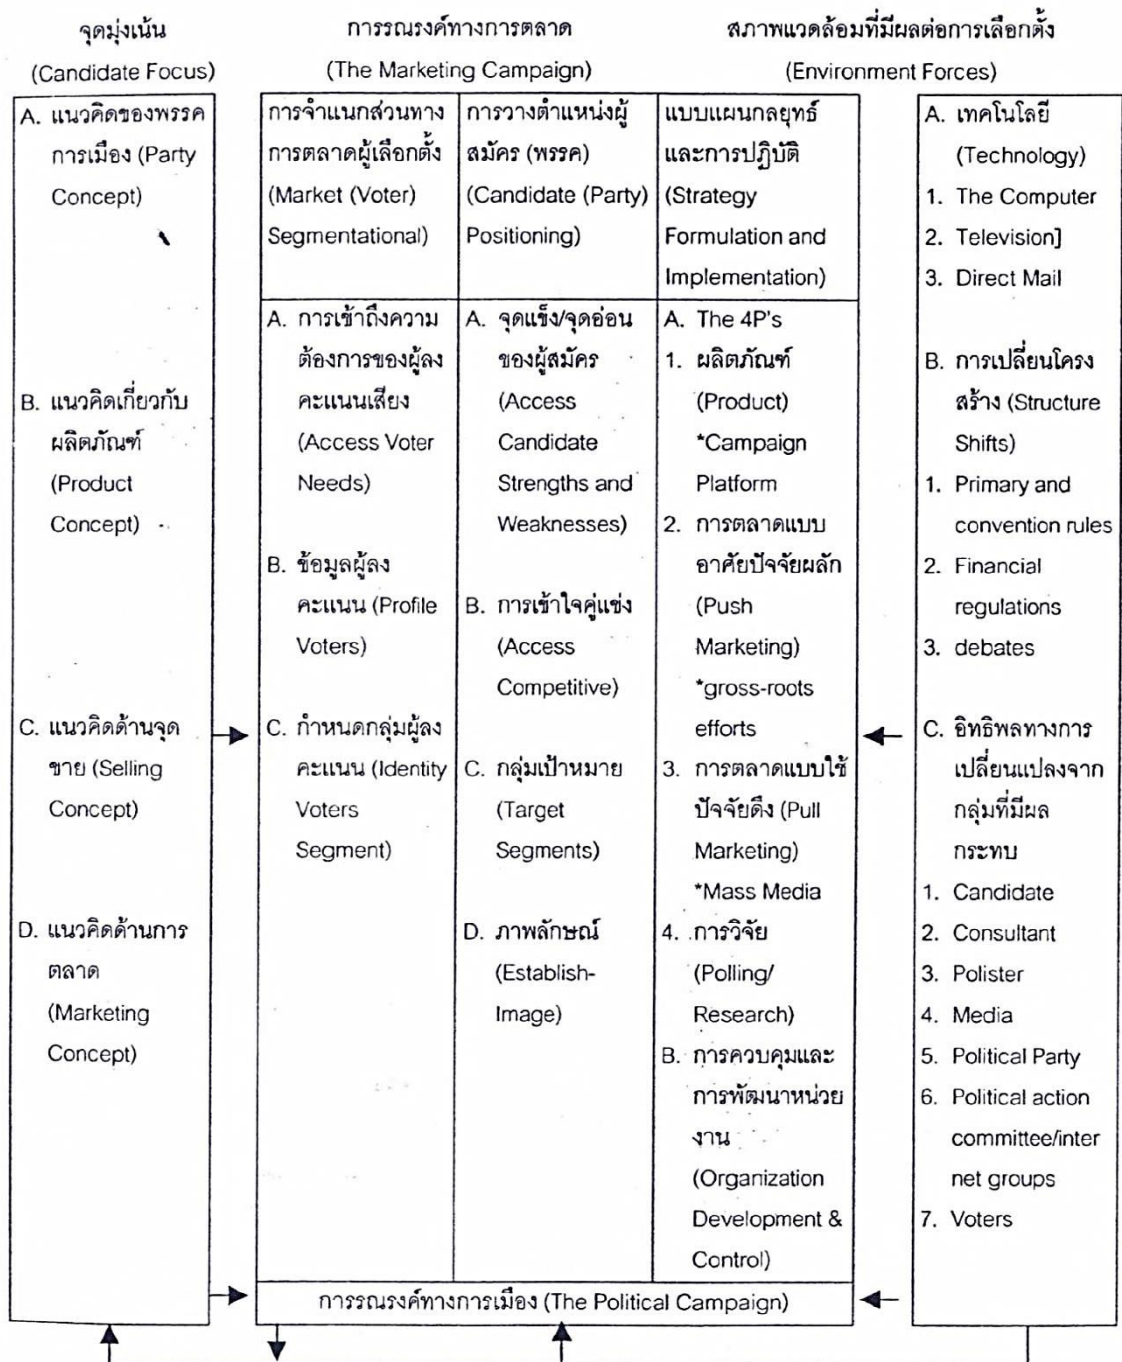 จุดมุ่งเน้น
(Candidate Focus)
การรณรงค์ทางการตลาด
(The Marketing Campaign)
สภาพแวดล้อมที่มีผลต่อการเลือกตั้ง
(Environment Forces)
A. แนวคิดของพรรค
การเมือง (Party
Concept)
B. แนวคิดเกี่ยวกับ
ผลิตภัณฑ์
(Product
Concept)
C. แนวคิดด้านจุด
ขาย (Selling
Concept)
D. แนวคิดด้านการ
ตลาด
(Marketing
Concept)
การจำแนกส่วนทาง
การตลาดผู้เลือกตั้ง
(Market (Voter)
Segmentational)
A. การเข้าถึงความ
ต้องการของผู้ลง
คะแนนเสียง
(Access Voter
Needs)
B. ข้อมูลผู้ลง
คะแนน (Profile
Voters)
C. กำหนดกลุ่มผู้ลง
คะแนน (Identity
Voters
Segment)
การวางตำแหน่งผู้
สมัคร (พรรค)
(Candidate (Party)
Positioning)
A. จุดแข็ง/จุดอ่อน
ของผู้สมัคร
(Access
Candidate
Strengths and
Weaknesses)
B. การเข้าใจคู่แข่ง
(Access
Competitive)
C. กลุ่มเป้าหมาย
(Target
Segments)
D. ภาพลักษณ์
(Establish-
Image)
แบบแผนกลยุทธ์
และการปฏิบัติ
(Strategy
Formulation and
Implementation)
A. The 4P's
1. ผลิตภัณฑ์
(Product)
*Campaign
Platform
2. การตลาดแบบ
อาศัยปัจจัยผลัก
(Push
Marketing)
*gross-roots
efforts
3. การตลาดแบบใช้
ปัจจัยดึง (Pull
Marketing)
*Mass Media
4. การวิจัย
(Polling/
Research)
B. การควบคุมและ
การพัฒนาหน่วย
งาน
(Organization
Development &
Control)
การรณรงค์ทางการเมือง (The Political Campaign)
A. เทคโนโลยี
(Technology)
1. The Computer
2. Television]
3. Direct Mail
B. การเปลี่ยนโครง
สร้าง (Structure
Shifts)
1. Primary and
convention rules
2. Financial
regulations
3. debates
C. อิทธิพลทางการ
เปลี่ยนแปลงจาก
กลุ่มที่มีผล
กระทบ
1. Candidate
2. Consultant
3. Polister
4. Media
5. Political Party
6. Political action
committee/inter
net groups
7. Voters